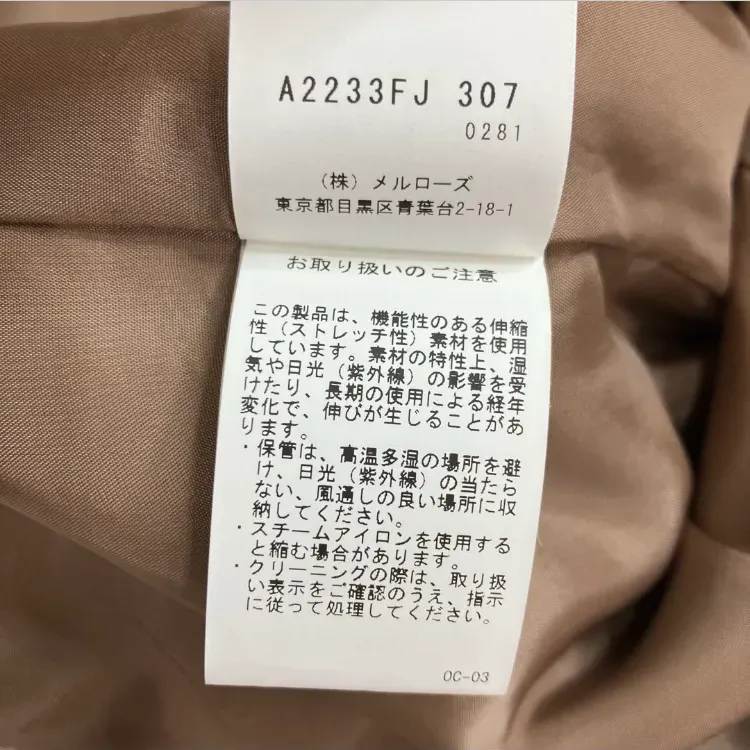 A2233FJ 307
0281
(株) メルローズ
東京都目黒区青葉台2-18-1
お取り扱いのご注意
この製品は、機能性のある伸縮
性（ストレッチ性）素材を使用
しています。素材の特性上、湿
気や日光（紫外線）の影響を受
けたり、長期の使用による経年
変化で、伸びが生じることがあ
ります。
・保管は、高温多湿の場所を避
け、日光（紫外線）の当たら
ない、風通しの良い場所に収
納してください。
・スチームアイロンを使用する
と縮む場合があります。
・クリーニングの際は、取り扱
い表示をご確認のうえ、指示
に従って処理してください。
OC-03